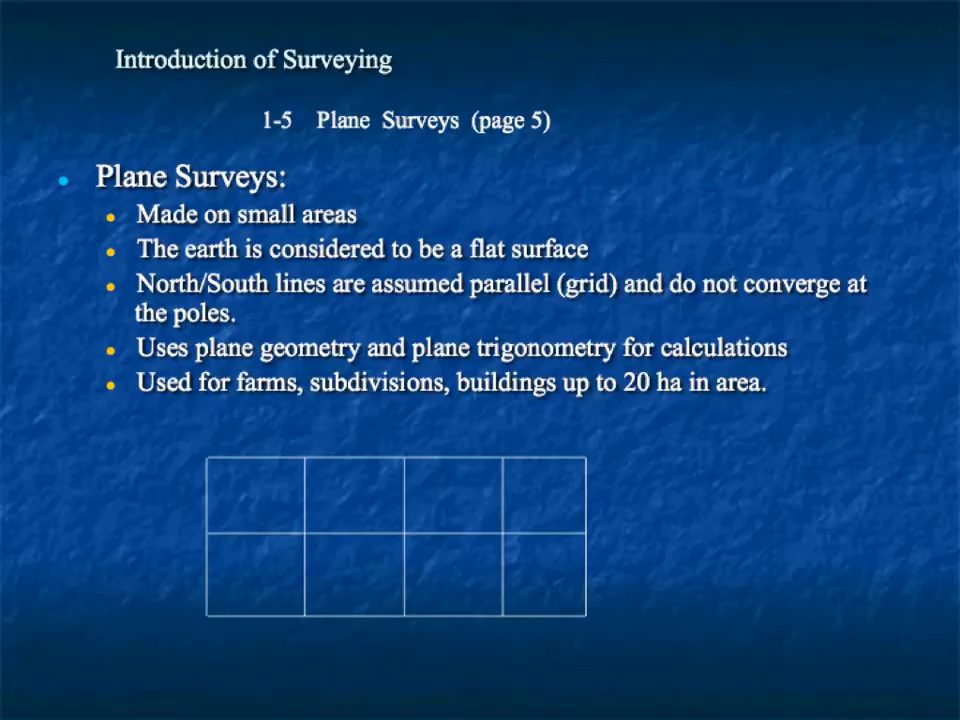 Introduction of Surveying
1-5 Plane Surveys (page 5)
Plane Surveys:
Made on small areas
The earth is considered to be a flat surface
North/South lines are assumed parallel (grid) and do not converge at
the poles.
Uses plane geometry and plane trigonometry for calculations
Used for farms, subdivisions, buildings up to 20 ha in area.